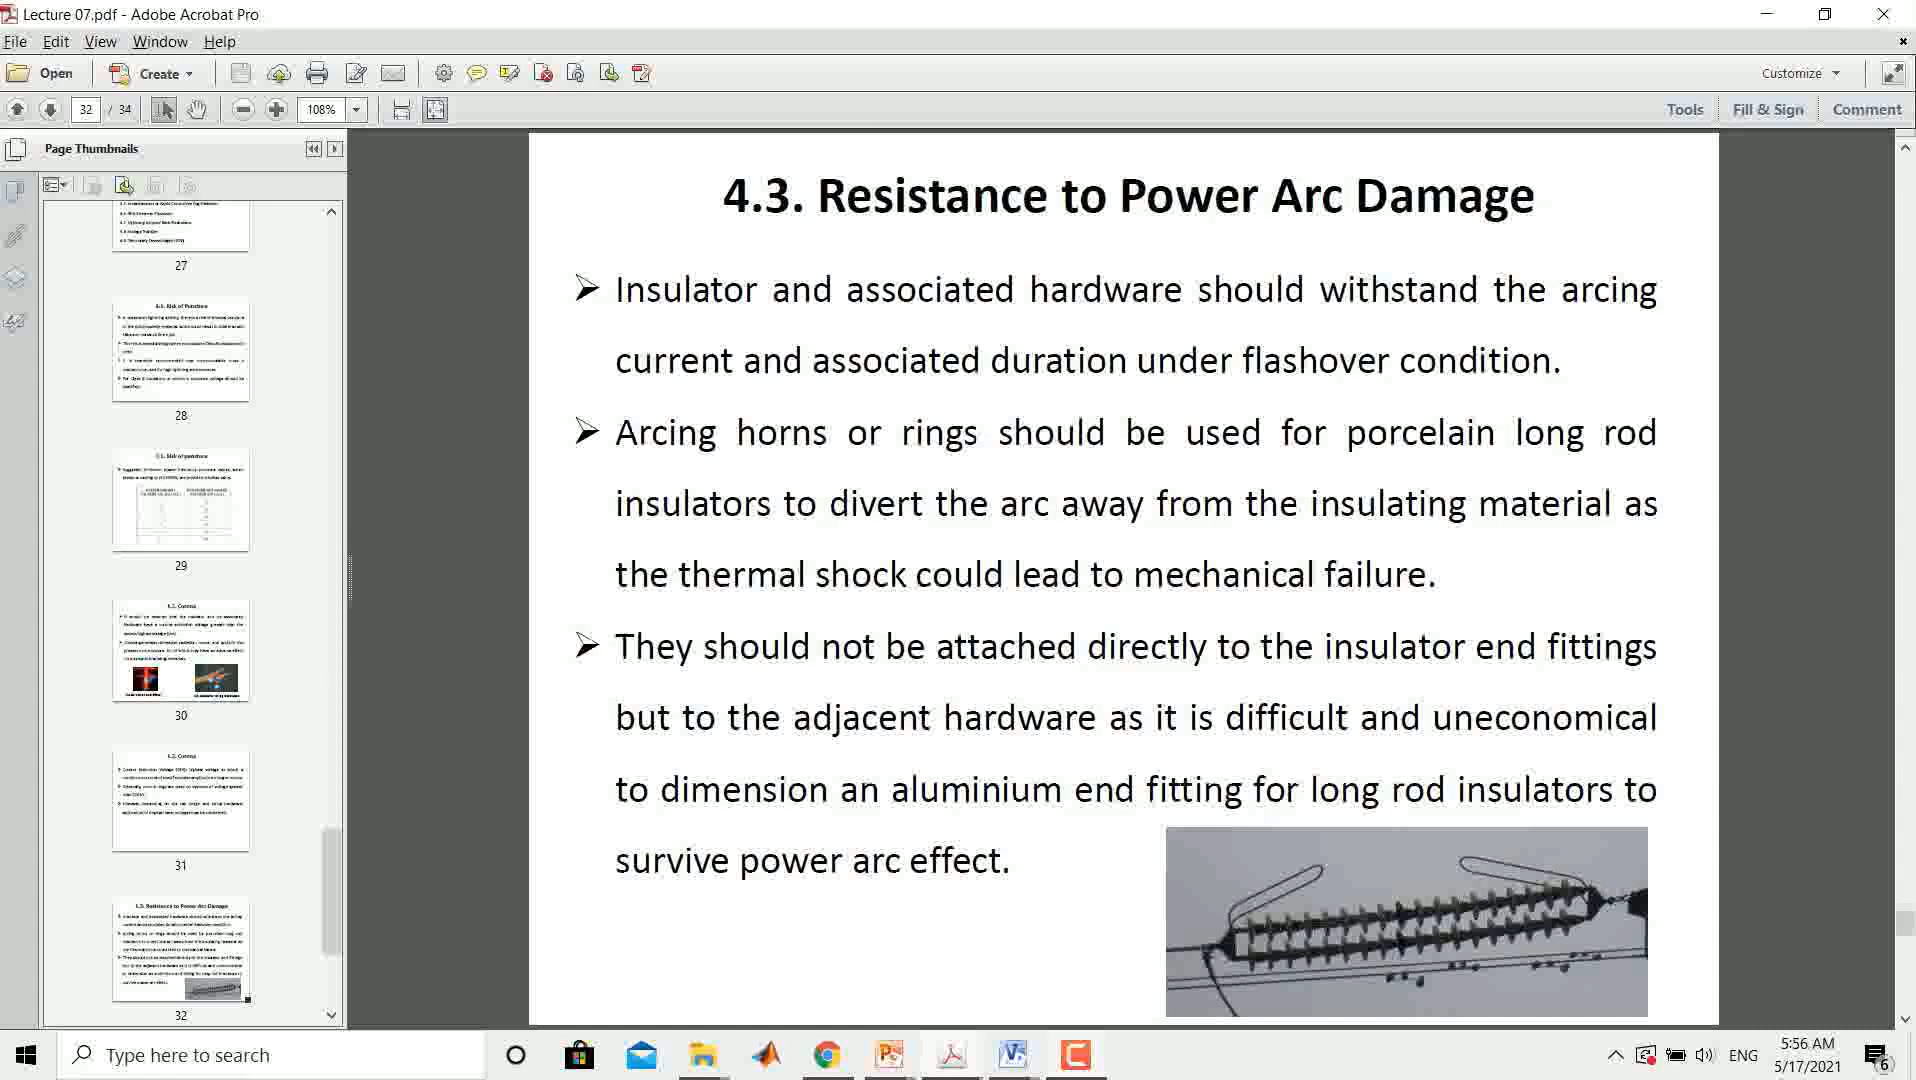 Lecture 07.pdf - Adobe Acrobat Pro
File Edit View Window Help
Open Create Customize
32 / 34 108% Tools Fill & Sign Comment
Page Thumbnails
27
28
29
30
31
32
4.3. Resistance to Power Arc Damage
➢ Insulator and associated hardware should withstand the arcing
current and associated duration under flashover condition.
➢ Arcing horns or rings should be used for porcelain long rod
insulators to divert the arc away from the insulating material as
the thermal shock could lead to mechanical failure.
➢ They should not be attached directly to the insulator end fittings
but to the adjacent hardware as it is difficult and uneconomical
to dimension an aluminium end fitting for long rod insulators to
survive power arc effect.
Type here to search
ENG
5:56 AM
5/17/2021
6